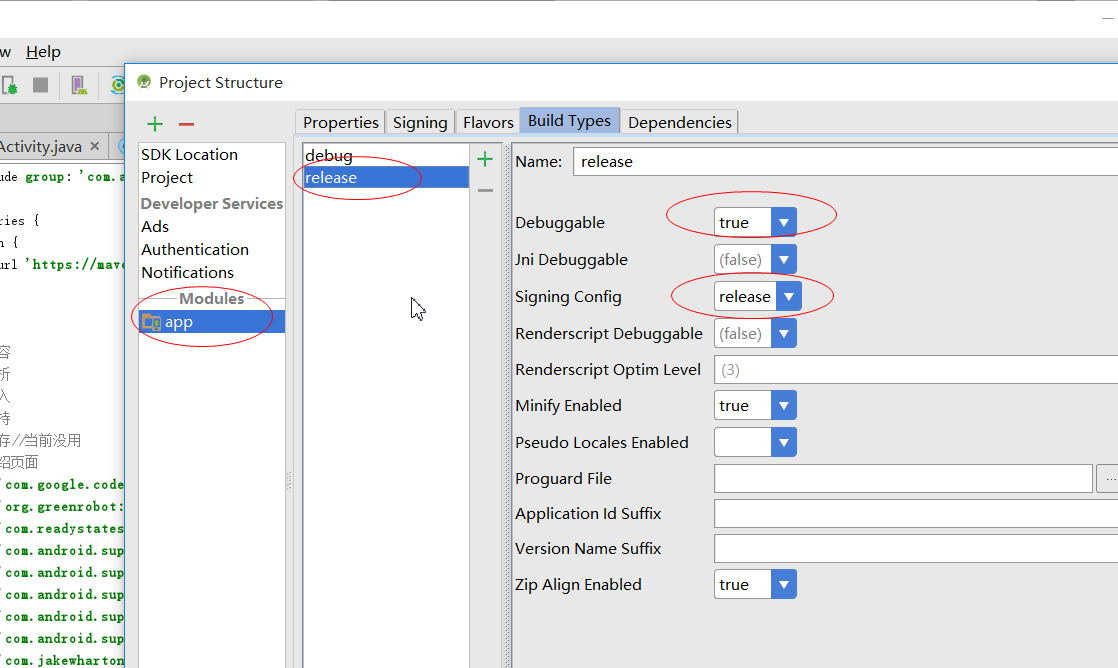 w Help
Project Structure
Activity.java
ude group: 'com.a
ries {
n {
url 'https://mave
容
析
入
持
存//当前没用
绍页面
'com.google.code
'org.greenrobot:
'com.readystates
'com.android.sup
'com.android.sup
'com.android.sup
'com.android.sup
'com.android.sup
'com.jakewharton
SDK Location
Project
Developer Services
Ads
Authentication
Notifications
Modules
app
Properties
Signing
Flavors
Build Types
Dependencies
debug
release
Name: release
Debuggable true
Jni Debuggable (false)
Signing Config release
Renderscript Debuggable (false)
Renderscript Optim Level (3)
Minify Enabled true
Pseudo Locales Enabled
Proguard File ...
Application Id Suffix
Version Name Suffix
Zip Align Enabled true